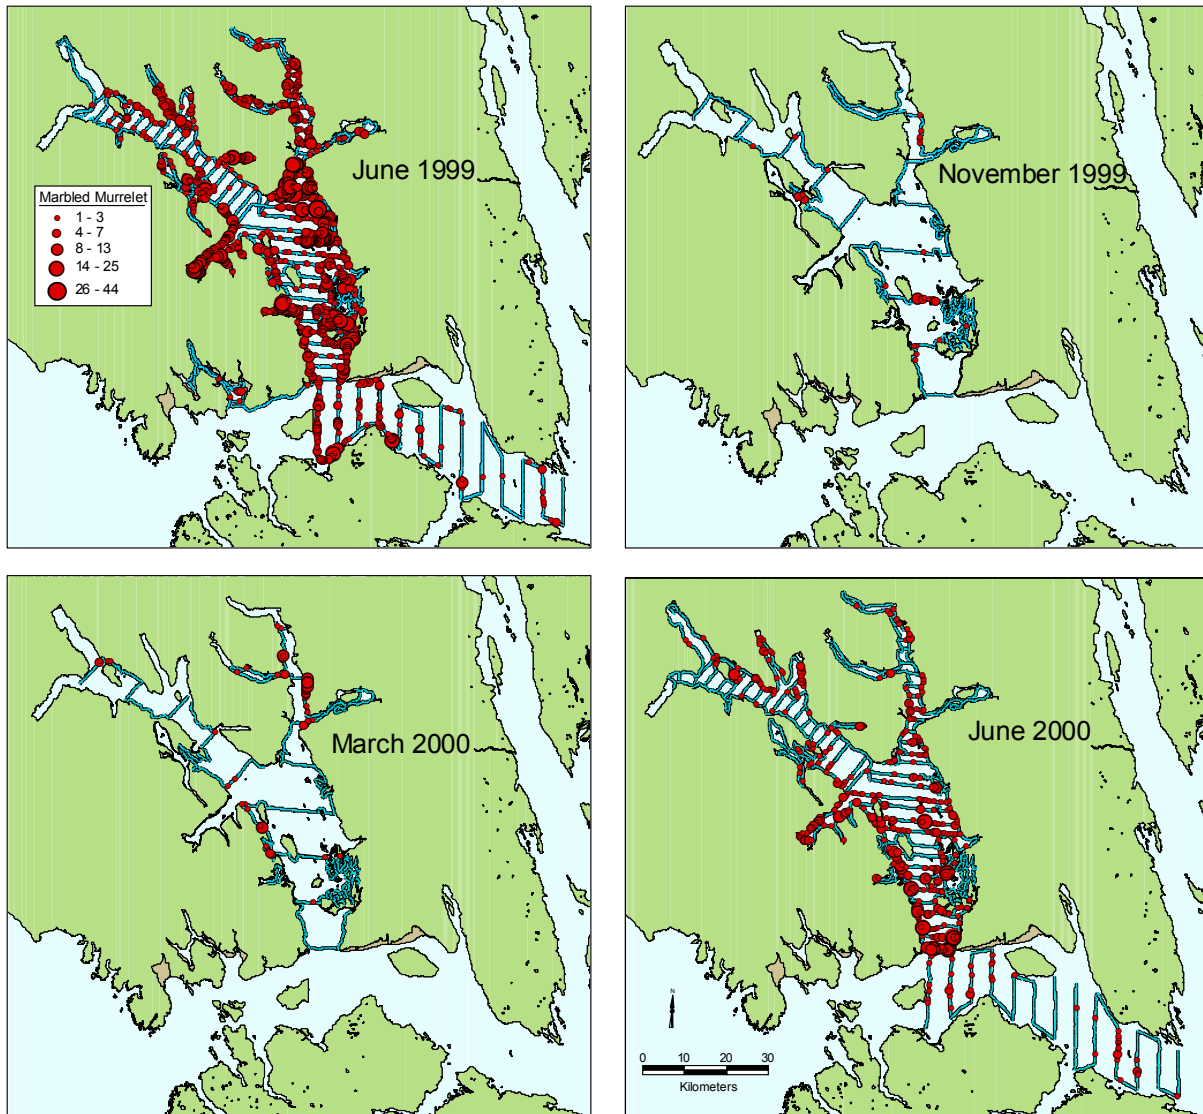 June 1999
Marbled Murrelet
1 - 3
4 - 7
8 - 13
14 - 25
26 - 44
November 1999
March 2000
June 2000
N
0 10 20 30
Kilometers